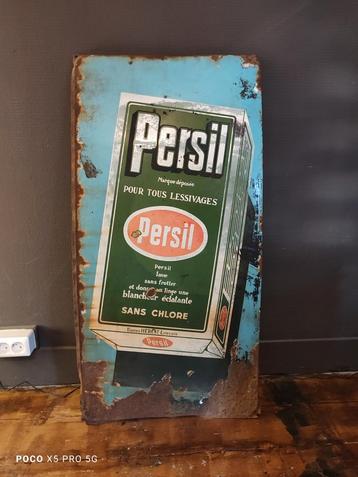 Persil
Marque déposée
POUR TOUS LESSIVAGES
Persil
Persil
lave
sans frotter
et donne au linge une
blancheur éclatante
SANS CHLORE
Persil
POCO X5 PRO 5G